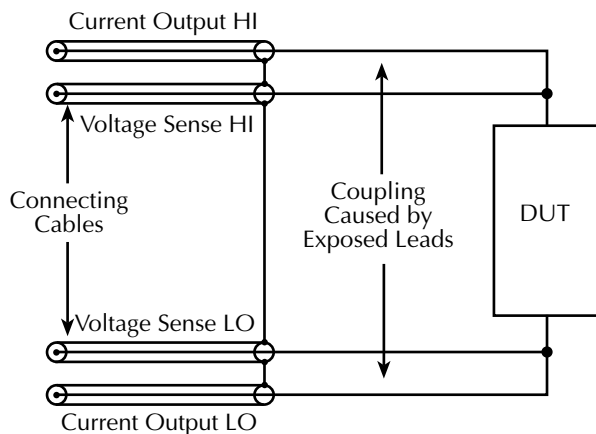 Current Output HI
Voltage Sense HI
Connecting
Cables
Coupling
Caused by
Exposed Leads
DUT
Voltage Sense LO
Current Output LO